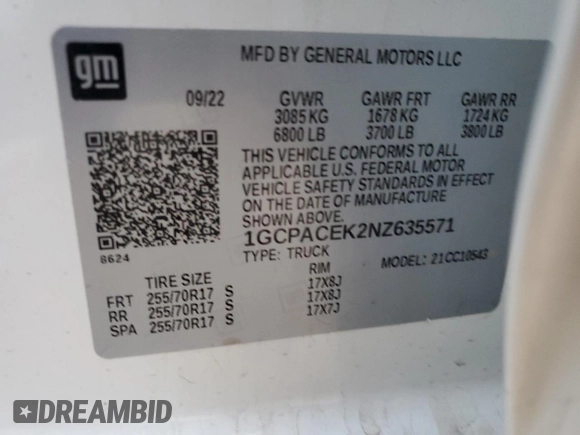 gm
MFD BY GENERAL MOTORS LLC
09/22 GVWR GAWR FRT GAWR RR
3085 KG 1678 KG 1724 KG
6800 LB 3700 LB 3800 LB
THIS VEHICLE CONFORMS TO ALL
APPLICABLE U.S. FEDERAL MOTOR
VEHICLE SAFETY STANDARDS IN EFFECT
ON THE DATE OF MANUFACTURE
SHOWN ABOVE.
1GCPACEK2NZ635571
8624 TYPE: TRUCK MODEL: 21CC10543
TIRE SIZE RIM
FRT 255/70R17 S 17X8J
RR 255/70R17 S 17X8J
SPA 255/70R17 S 17X7J
DREAMBID